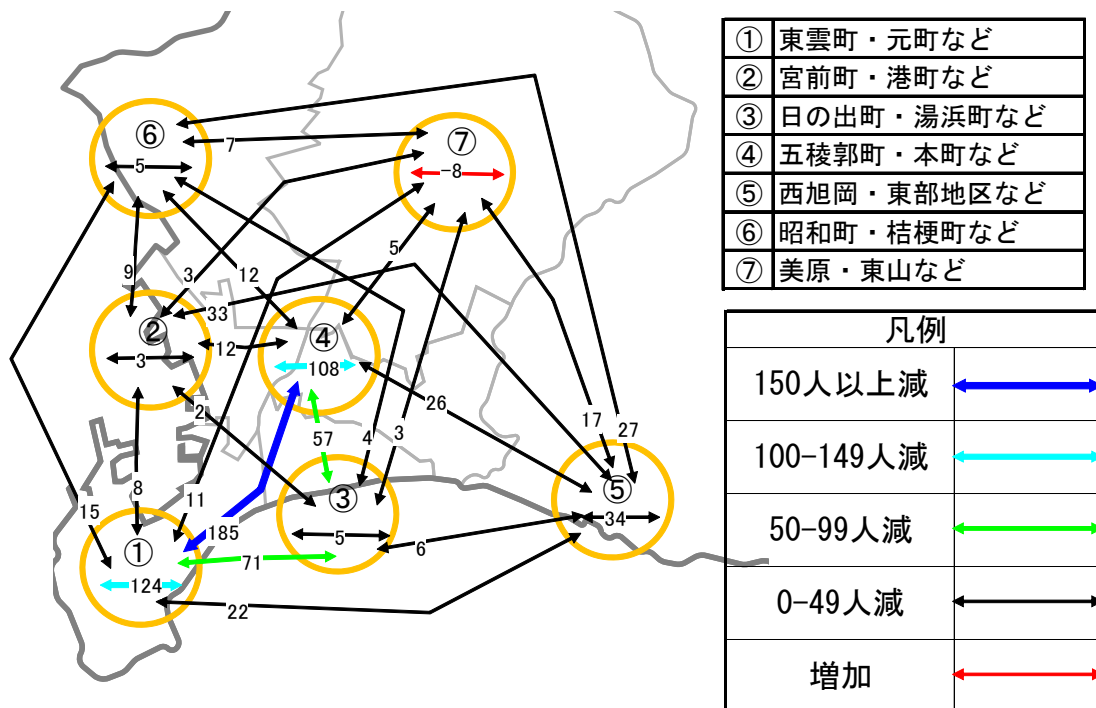 ① 東雲町・元町など
② 宮前町・港町など
③ 日の出町・湯浜町など
④ 五稜郭町・本町など
⑤ 西旭岡・東部地区など
⑥ 昭和町・桔梗町など
⑦ 美原・東山など
凡例
150人以上減
100-149人減
50-99人減
0-49人減
増加
⑥
⑦
7
5
-8
9
3
12
5
33
②
④
3
12
108
2
26
57
4
3
17
27
③
⑤
15
8
11
185
5
34
①
71
6
124
22